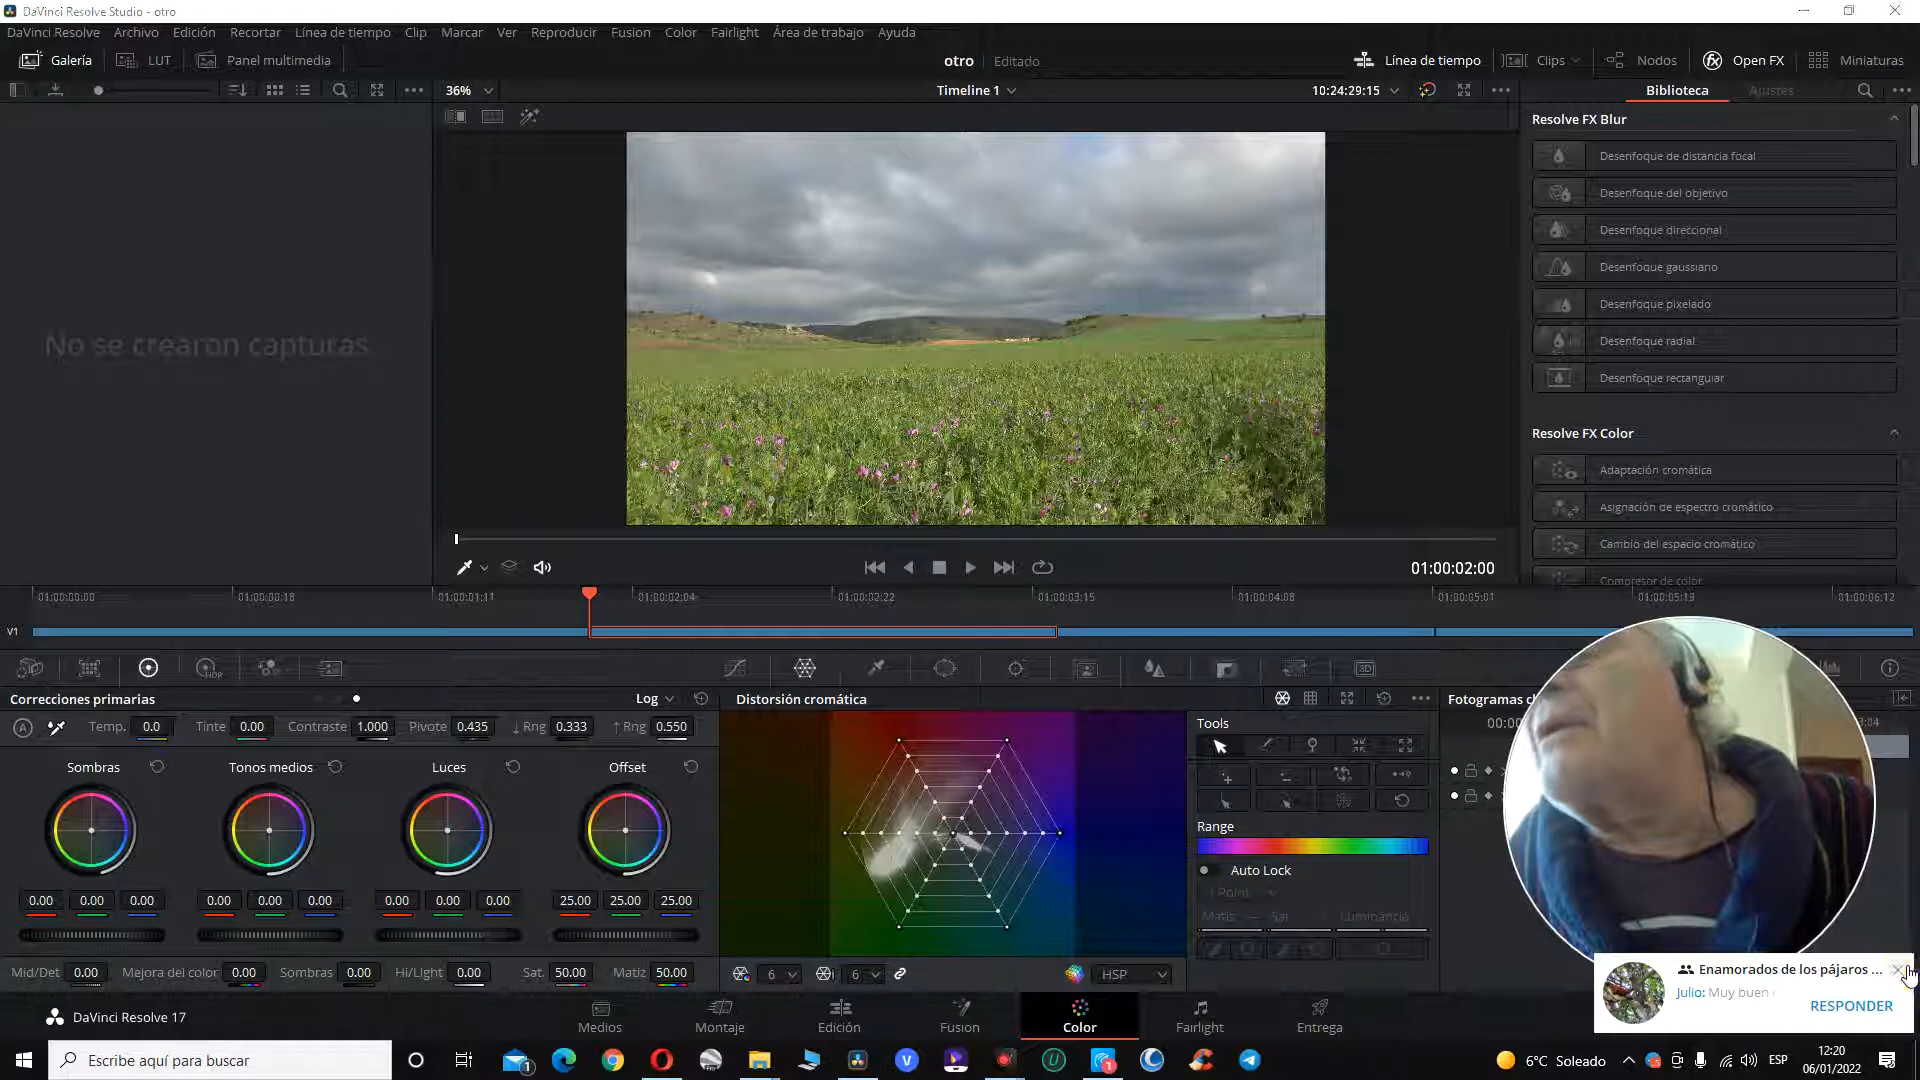 DaVinci Resolve Studio - otro
DaVinci Resolve Archivo Edición Recortar Línea de tiempo Clip Marcar Ver Reproducir Fusion Color Fairlight Área de trabajo Ayuda
Galería LUT Panel multimedia otro Editado Línea de tiempo Clips Nodos Open FX Miniaturas
36% Timeline 1 10:24:29:15 Biblioteca Ajustes
Resolve FX Blur
Desenfoque de distancia focal
Desenfoque del objetivo
Desenfoque direccional
Desenfoque gaussiano
Desenfoque pixelado
Desenfoque radial
Desenfoque rectangular
Resolve FX Color
Adaptación cromática
Asignación de espectro cromático
Cambio del espacio cromático
Compresor de color
No se crearon capturas
01:00:02:00
01:00:00:00 01:00:00:18 01:00:01:11 01:00:02:04 01:00:02:22 01:00:03:15 01:00:04:08 01:00:05:01 01:00:05:19 01:00:06:12
V1
Correcciones primarias Log Distorsión cromática Fotogramas
A Temp. 0.0 Tinte 0.00 Contraste 1.000 Pivote 0.435 ↓ Rng 0.333 ↑ Rng 0.550
Sombras Tonos medios Luces Offset
0.00 0.00 0.00 0.00 0.00 0.00 0.00 0.00 0.00 25.00 25.00 25.00
Mid/Det 0.00 Mejora del color 0.00 Sombras 0.00 Hi/Light 0.00 Sat. 50.00 Matiz 50.00
6 6 HSP
Tools
Range
Auto Lock
1 Point
Matiz Sat Luminancia
00:00 3:04
Enamorados de los pájaros ...
Julio: Muy buen
RESPONDER
DaVinci Resolve 17 Medios Montaje Edición Fusion Color Fairlight Entrega
Escribe aquí para buscar 1 1 6°C Soleado ESP 12:20
06/01/2022